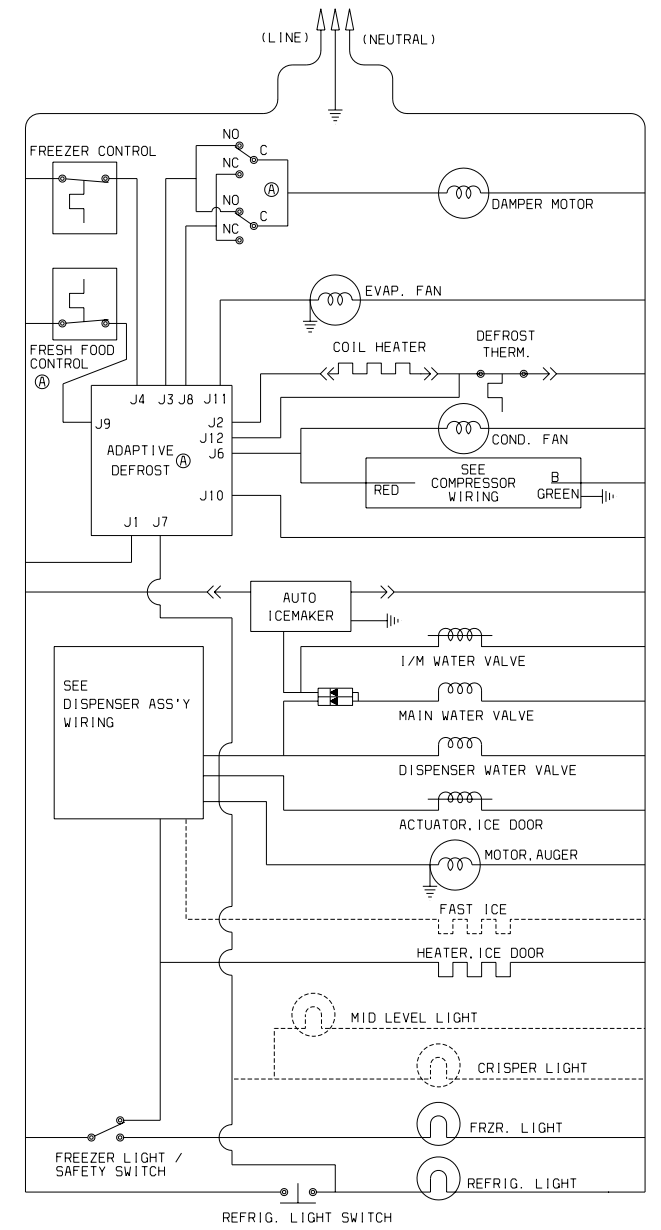 (LINE) (NEUTRAL)
FREEZER CONTROL
NO
C
NC
A
NO
C
NC
DAMPER MOTOR
EVAP. FAN
FRESH FOOD
CONTROL
A
COIL HEATER
DEFROST
THERM.
J4 J3 J8 J11
J9
J2
J12
J6
ADAPTIVE
DEFROST A
J10
J1 J7
COND. FAN
SEE
COMPRESSOR
WIRING
RED
B
GREEN
AUTO
ICEMAKER
I/M WATER VALVE
SEE
DISPENSER ASS'Y
WIRING
MAIN WATER VALVE
DISPENSER WATER VALVE
ACTUATOR, ICE DOOR
MOTOR, AUGER
FAST ICE
HEATER, ICE DOOR
MID LEVEL LIGHT
CRISPER LIGHT
FRZR. LIGHT
FREEZER LIGHT /
SAFETY SWITCH
REFRIG. LIGHT
REFRIG. LIGHT SWITCH